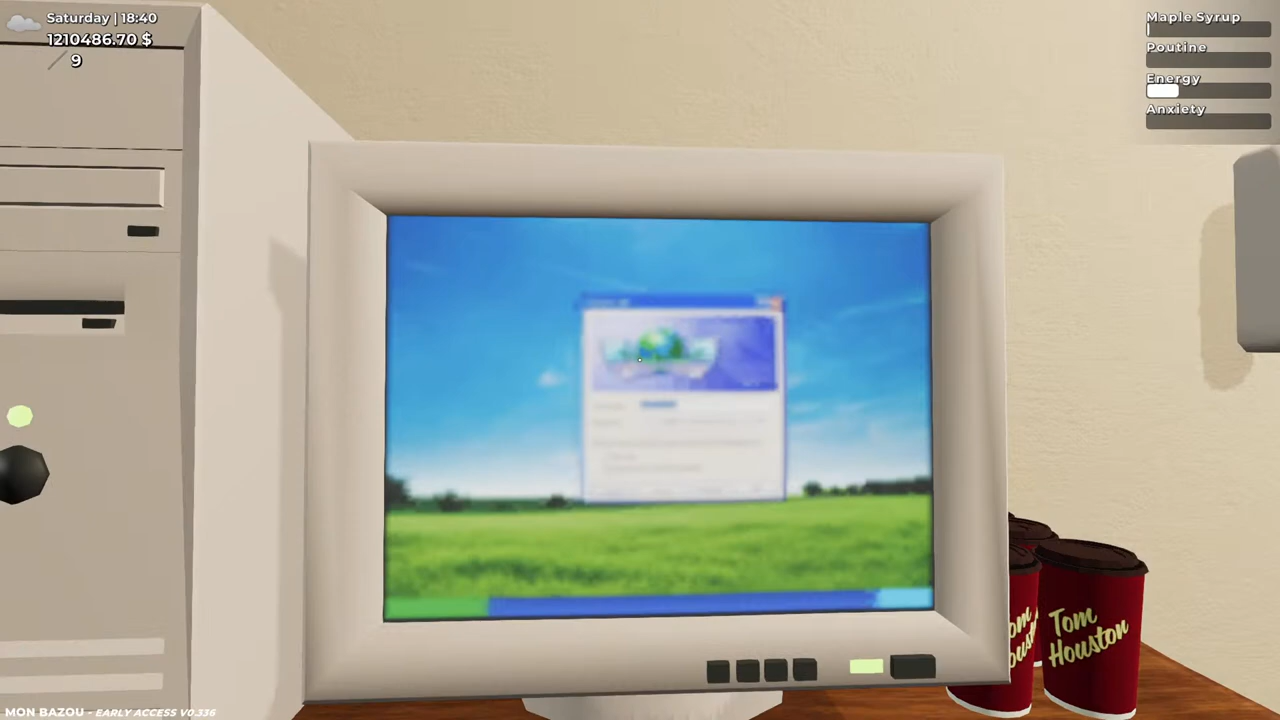 Saturday | 18:40
1210486.70 $
9
Maple Syrup
Poutine
Energy
Anxiety
Tom
Houston
MON BAZOU - EARLY ACCESS V0.336